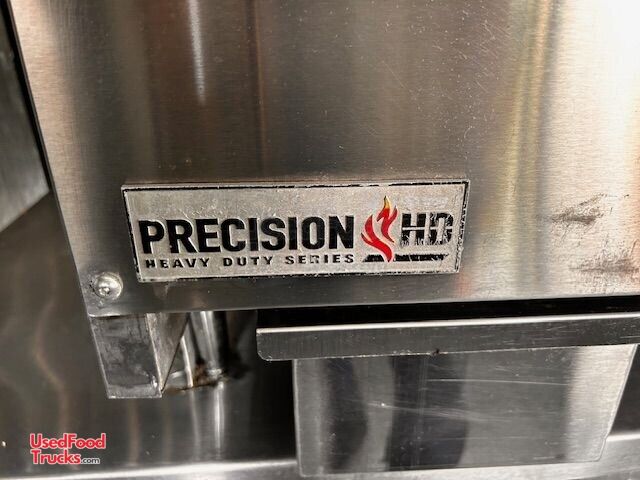 PRECISION HD
HEAVY DUTY SERIES
UsedFood
Trucks.com